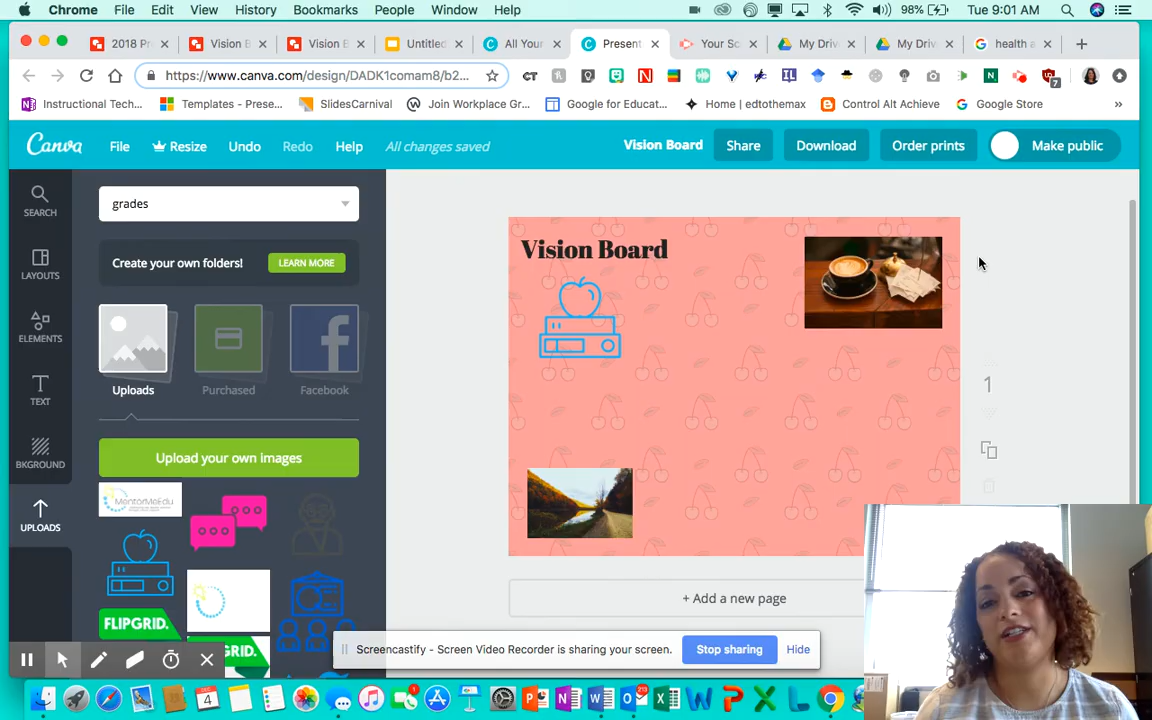 Chrome File Edit View History Bookmarks People Window Help 98% Tue 9:01 AM
2018 Pr Vision B Vision B Untitled All Your Present Your Sc My Driv My Driv health a
https://www.canva.com/design/DADK1comam8/b2...
Instructional Tech... Templates - Prese... SlidesCarnival Join Workplace Gr... Google for Educat... Home | edtothemax Control Alt Achieve Google Store »
Canva File Resize Undo Redo Help All changes saved Vision Board Share Download Order prints Make public
SEARCH
LAYOUTS
ELEMENTS
TEXT
BKGROUND
UPLOADS
grades
Create your own folders! LEARN MORE
Uploads Purchased Facebook
Upload your own images
MentorMeEdu
FLIPGRID.
GRID.
Vision Board
1
+ Add a new page
Screencastify - Screen Video Recorder is sharing your screen. Stop sharing Hide